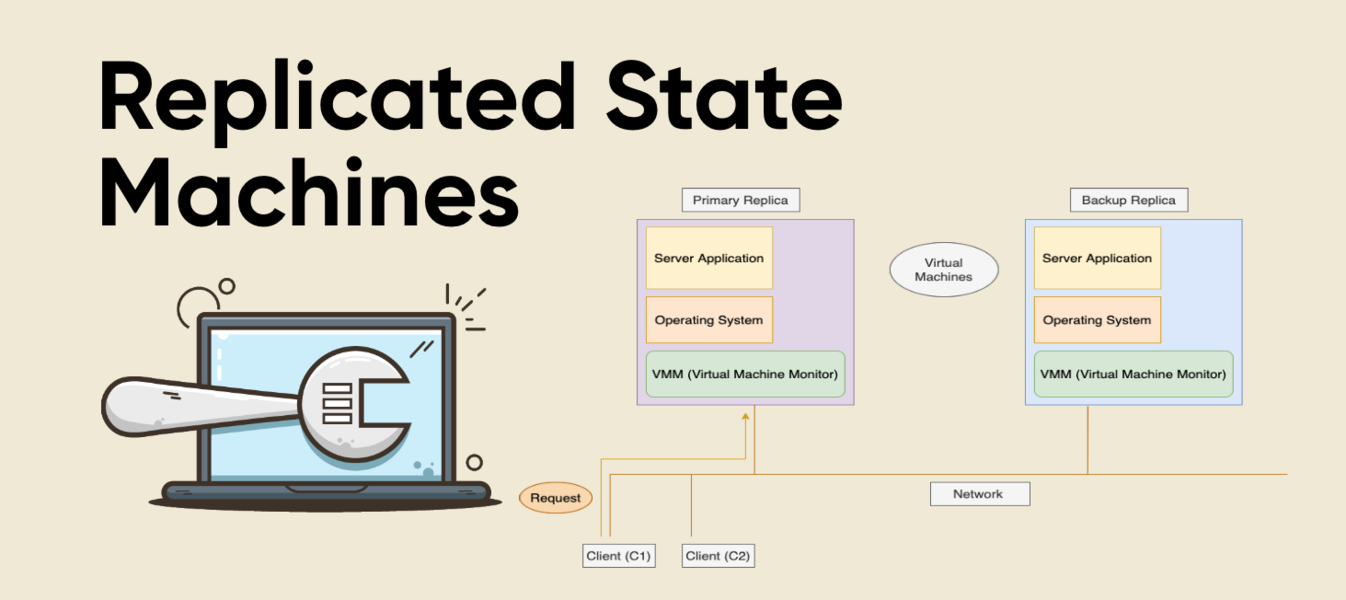 Replicated State
Machines
Primary Replica
Backup Replica
Server Application
Virtual
Machines
Server Application
Operating System
Operating System
VMM (Virtual Machine Monitor)
VMM (Virtual Machine Monitor)
Request
Network
Client (C1)
Client (C2)